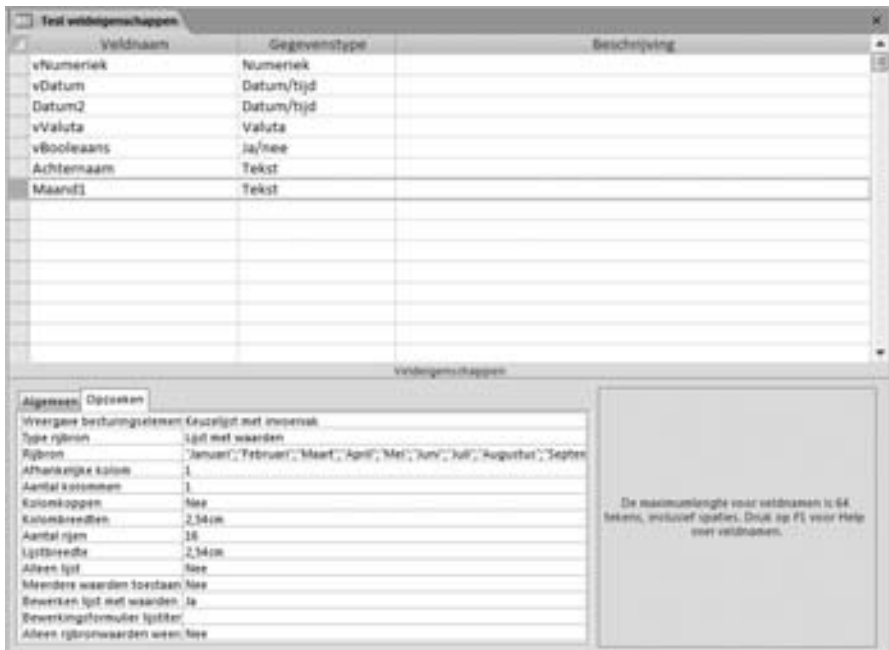 Test veldeigenschappen
Veldnaam Gegevenstype Beschrijving
vNumeriek Numeriek
vDatum Datum/tijd
Datum2 Datum/tijd
vValuta Valuta
vBooleaans Ja/nee
Achternaam Tekst
Maand1 Tekst
Veldeigenschappen
Algemeen Opzoeken
Weergave besturingselement Keuzelijst met invoervak
Type rijbron Lijst met waarden
Rijbron "Januari";"Februari";"Maart";"April";"Mei";"Juni";"Juli";"Augustus";"Septem
Afhankelijke kolom 1
Aantal kolommen 1
Kolomkoppen Nee
Kolombreedten 2,54cm
Aantal rijen 16
Lijstbreedte 2,54cm
Alleen lijst Nee
Meerdere waarden toestaan Nee
Bewerken lijst met waarden Ja
Bewerkingsformulier lijstiter
Alleen rijbronwaarden weer Nee
De maximumlengte voor veldnamen is 64
tekens, inclusief spaties. Druk op F1 voor Help
over veldnamen.